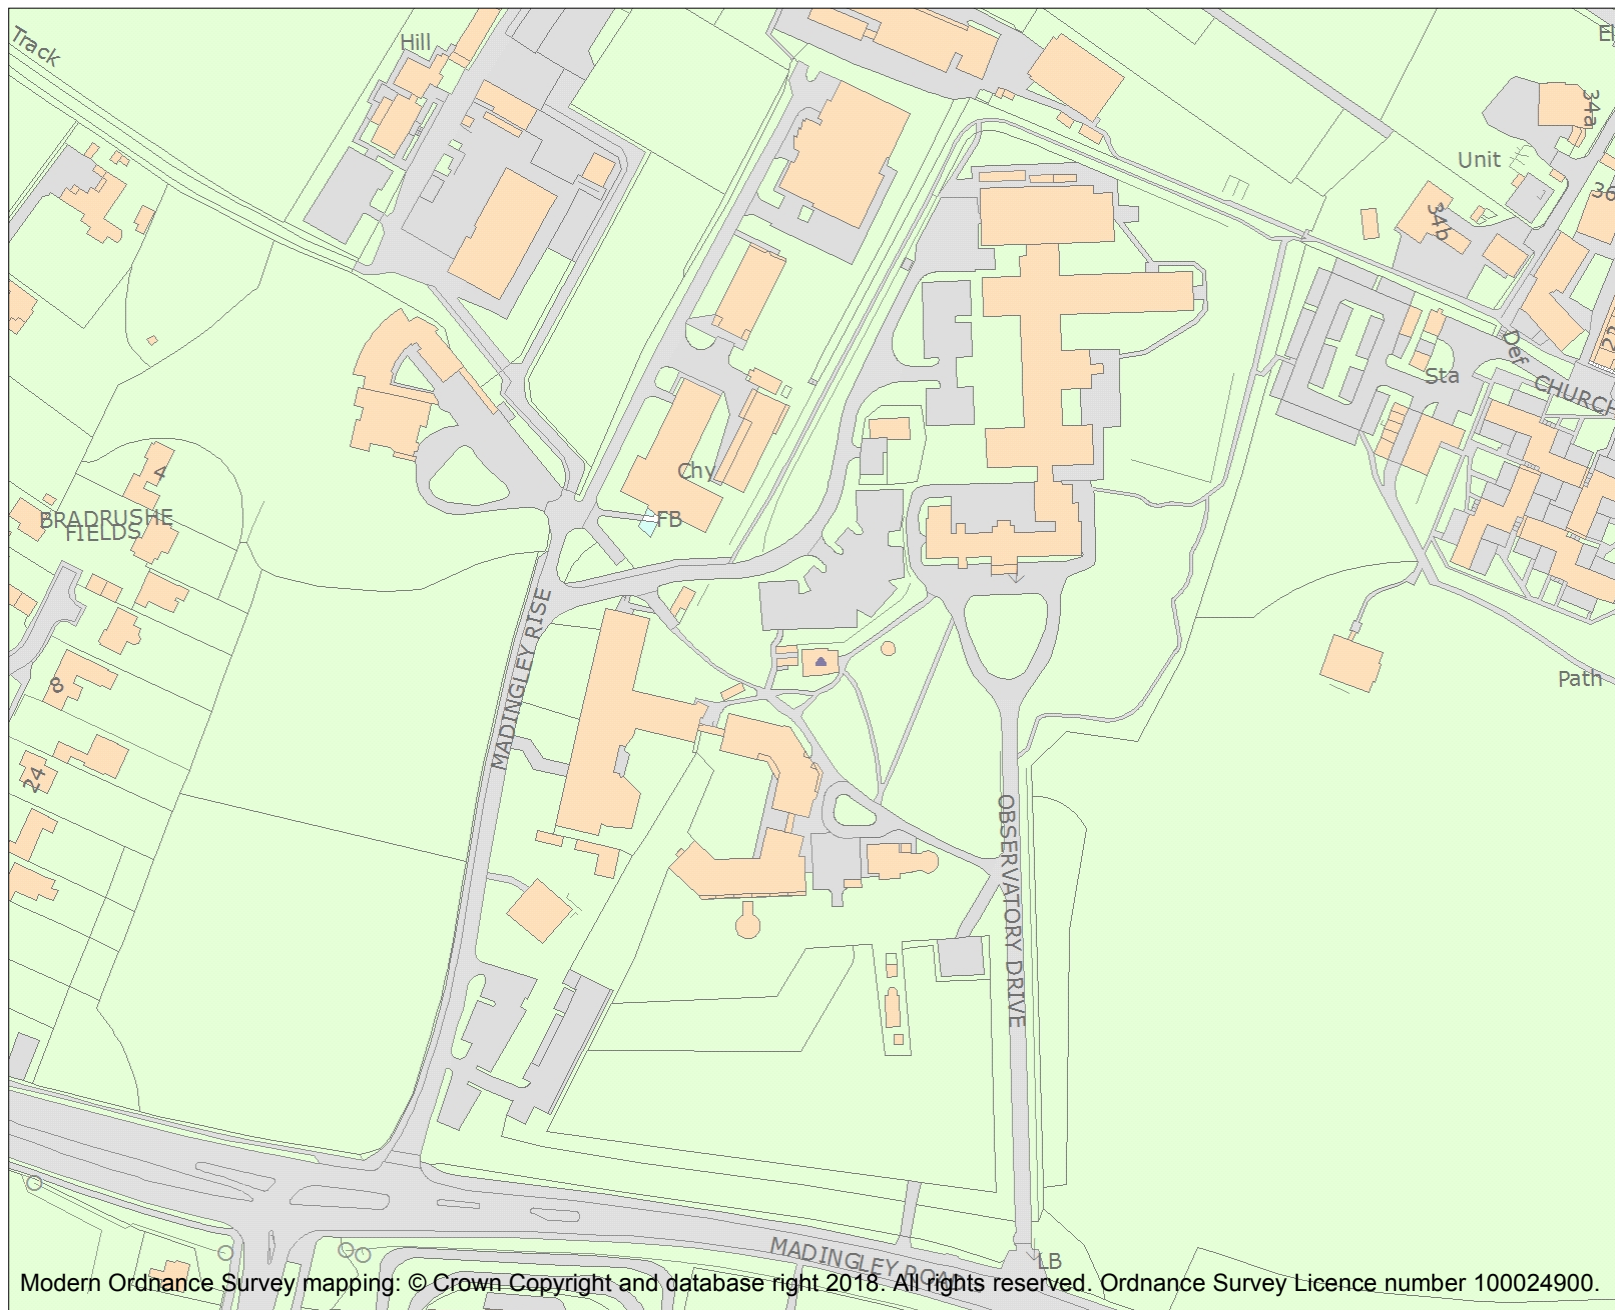 Track
Hill
El
34a
Unit
36
34b
22
Def
Sta
CHURCH
4
Chy
FB
BRADRUSHE
FIELDS
MADINGLEY RISE
8
Path
24
OBSERVATORY DRIVE
MADINGLEY ROAD
LB
Modern Ordnance Survey mapping: © Crown Copyright and database right 2018. All rights reserved. Ordnance Survey Licence number 100024900.